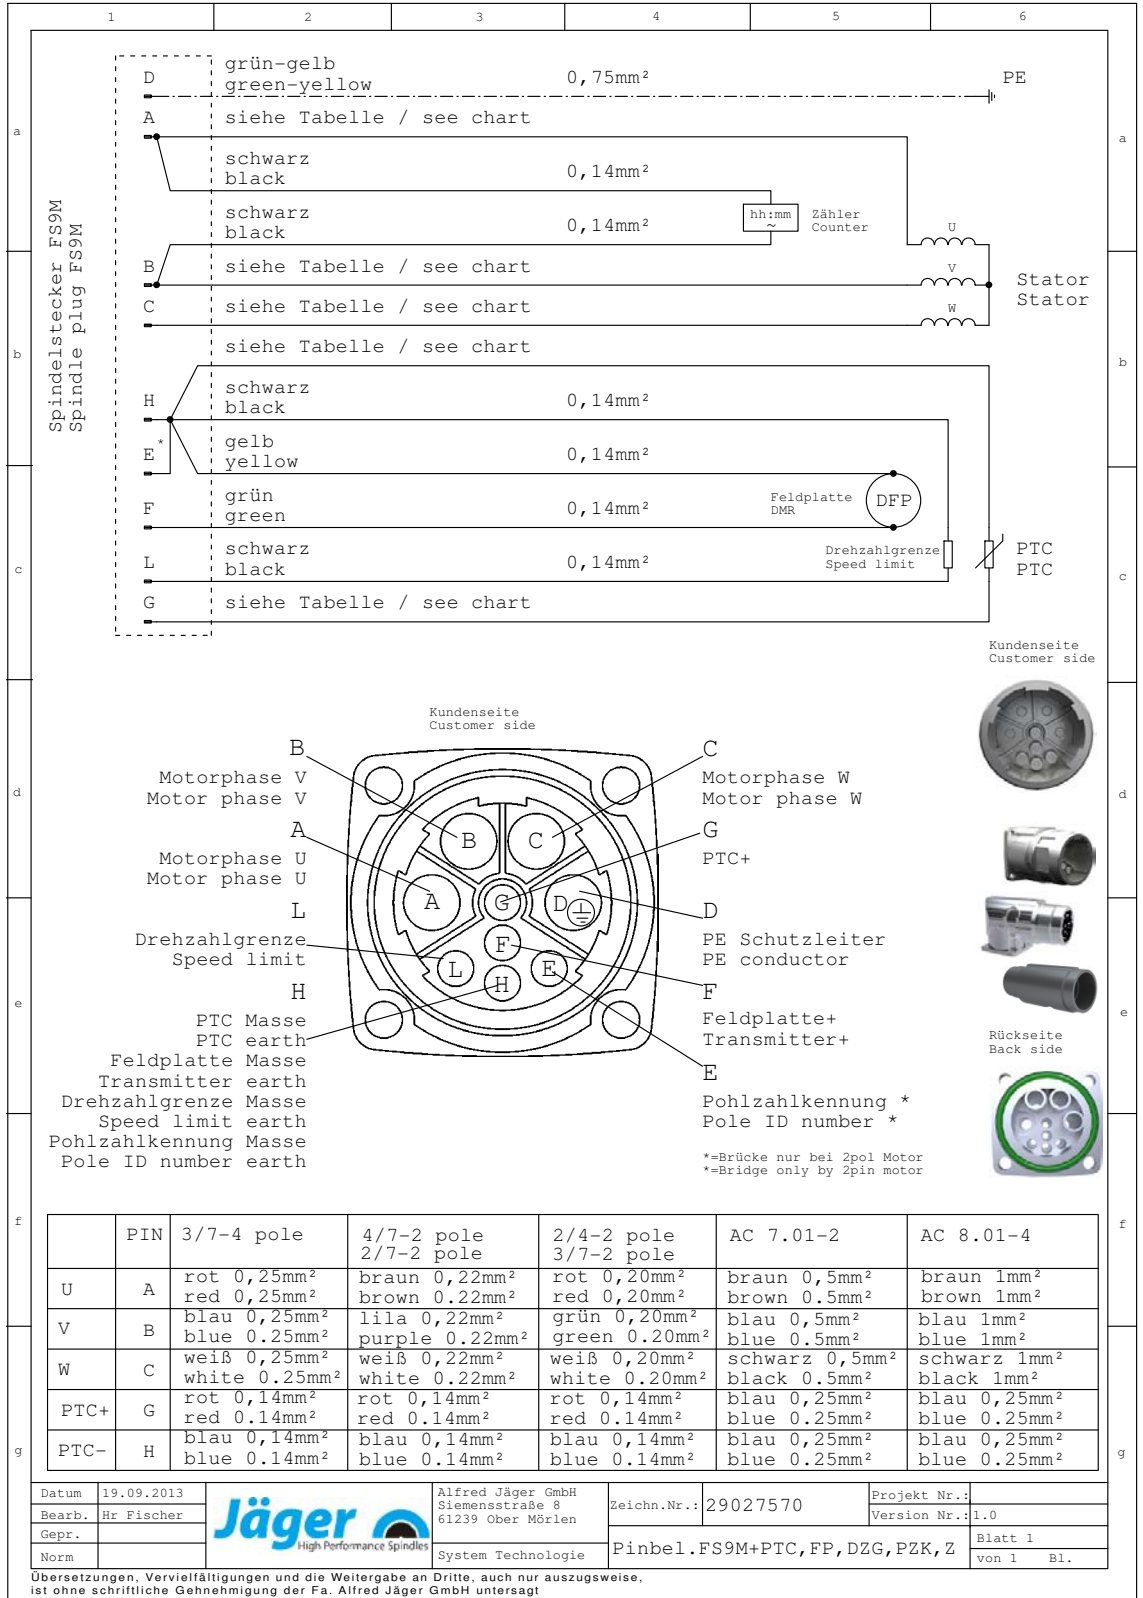 1 2 3 4 5 6
a
a
b
b
c
c
d
d
e
e
f
f
g
g
Spindelstecker FS9M
Spindle plug FS9M
D
grün-gelb
green-yellow
0,75mm²
PE
A
siehe Tabelle / see chart
schwarz
black
0,14mm²
schwarz
black
0,14mm²
hh:mm
~
Zähler
Counter
U
B
siehe Tabelle / see chart
V
C
siehe Tabelle / see chart
W
Stator
Stator
siehe Tabelle / see chart
H
schwarz
black
0,14mm²
E *
gelb
yellow
0,14mm²
F
grün
green
0,14mm²
Feldplatte
DMR
DFP
L
schwarz
black
0,14mm²
Drehzahlgrenze
Speed limit
PTC
PTC
G
siehe Tabelle / see chart
Kundenseite
Customer side
Kundenseite
Customer side
B
Motorphase V
Motor phase V
A
Motorphase U
Motor phase U
L
Drehzahlgrenze
Speed limit
H
PTC Masse
PTC earth
Feldplatte Masse
Transmitter earth
Drehzahlgrenze Masse
Speed limit earth
Pohlzahlkennung Masse
Pole ID number earth
B C
A G D
F
L E
H
C
Motorphase W
Motor phase W
G
PTC+
D
PE Schutzleiter
PE conductor
F
Feldplatte+
Transmitter+
E
Pohlzahlkennung *
Pole ID number *
*=Brücke nur bei 2pol Motor
*=Bridge only by 2pin motor
Rückseite
Back side
PIN 3/7-4 pole 4/7-2 pole 2/4-2 pole AC 7.01-2 AC 8.01-4
2/7-2 pole 3/7-2 pole
U A rot 0,25mm² braun 0,22mm² rot 0,20mm² braun 0,5mm² braun 1mm²
red 0,25mm² brown 0.22mm² red 0,20mm² brown 0.5mm² brown 1mm²
V B blau 0,25mm² lila 0,22mm² grün 0,20mm² blau 0,5mm² blau 1mm²
blue 0.25mm² purple 0.22mm² green 0.20mm² blue 0.5mm² blue 1mm²
W C weiß 0,25mm² weiß 0,22mm² weiß 0,20mm² schwarz 0,5mm² schwarz 1mm²
white 0.25mm² white 0.22mm² white 0.20mm² black 0.5mm² black 1mm²
PTC+ G rot 0,14mm² rot 0,14mm² rot 0,14mm² blau 0,25mm² blau 0,25mm²
red 0.14mm² red 0.14mm² red 0.14mm² blue 0.25mm² blue 0.25mm²
PTC- H blau 0,14mm² blau 0,14mm² blau 0,14mm² blau 0,25mm² blau 0,25mm²
blue 0.14mm² blue 0.14mm² blue 0.14mm² blue 0.25mm² blue 0.25mm²
Datum 19.09.2013
Bearb. Hr Fischer
Gepr.
Norm
Jäger
High Performance Spindles
Alfred Jäger GmbH
Siemensstraße 8
61239 Ober Mörlen
System Technologie
Zeichn.Nr.: 29027570
Pinbel.FS9M+PTC,FP,DZG,PZK,Z
Projekt Nr.:
Version Nr.: 1.0
Blatt 1
von 1 Bl.
Übersetzungen, Vervielfältigungen und die Weitergabe an Dritte, auch nur auszugsweise,
ist ohne schriftliche Gehnehmigung der Fa. Alfred Jäger GmbH untersagt